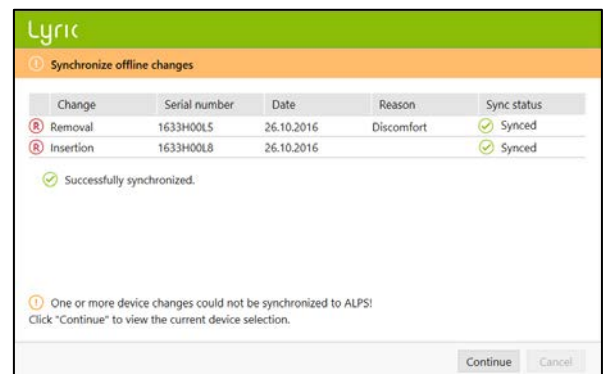 Lyric
Synchronize offline changes
Change Serial number Date Reason Sync status
R Removal 1633H00L5 26.10.2016 Discomfort Synced
R Insertion 1633H00L8 26.10.2016 Synced
Successfully synchronized.
One or more device changes could not be synchronized to ALPS!
Click "Continue" to view the current device selection.
Continue Cancel